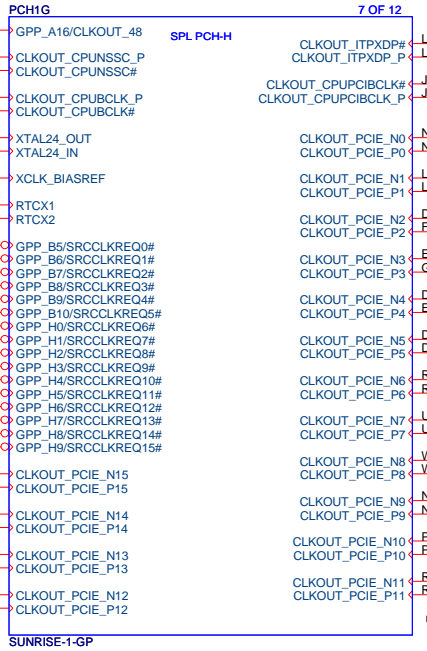 PCH1G
7 OF 12
SPL PCH-H
GPP_A16/CLKOUT_48
CLKOUT_CPUNSSC_P
CLKOUT_CPUNSSC#
CLKOUT_CPUBCLK_P
CLKOUT_CPUBCLK#
XTAL24_OUT
XTAL24_IN
XCLK_BIASREF
RTCX1
RTCX2
GPP_B5/SRCCLKREQ0#
GPP_B6/SRCCLKREQ1#
GPP_B7/SRCCLKREQ2#
GPP_B8/SRCCLKREQ3#
GPP_B9/SRCCLKREQ4#
GPP_B10/SRCCLKREQ5#
GPP_H0/SRCCLKREQ6#
GPP_H1/SRCCLKREQ7#
GPP_H2/SRCCLKREQ8#
GPP_H3/SRCCLKREQ9#
GPP_H4/SRCCLKREQ10#
GPP_H5/SRCCLKREQ11#
GPP_H6/SRCCLKREQ12#
GPP_H7/SRCCLKREQ13#
GPP_H8/SRCCLKREQ14#
GPP_H9/SRCCLKREQ15#
CLKOUT_PCIE_N15
CLKOUT_PCIE_P15
CLKOUT_PCIE_N14
CLKOUT_PCIE_P14
CLKOUT_PCIE_N13
CLKOUT_PCIE_P13
CLKOUT_PCIE_N12
CLKOUT_PCIE_P12
CLKOUT_ITPXDP#
CLKOUT_ITPXDP_P
CLKOUT_CPUPCIBCLK#
CLKOUT_CPUPCIBCLK_P
CLKOUT_PCIE_N0
CLKOUT_PCIE_P0
CLKOUT_PCIE_N1
CLKOUT_PCIE_P1
CLKOUT_PCIE_N2
CLKOUT_PCIE_P2
CLKOUT_PCIE_N3
CLKOUT_PCIE_P3
CLKOUT_PCIE_N4
CLKOUT_PCIE_P4
CLKOUT_PCIE_N5
CLKOUT_PCIE_P5
CLKOUT_PCIE_N6
CLKOUT_PCIE_P6
CLKOUT_PCIE_N7
CLKOUT_PCIE_P7
CLKOUT_PCIE_N8
CLKOUT_PCIE_P8
CLKOUT_PCIE_N9
CLKOUT_PCIE_P9
CLKOUT_PCIE_N10
CLKOUT_PCIE_P10
CLKOUT_PCIE_N11
CLKOUT_PCIE_P11
SUNRISE-1-GP